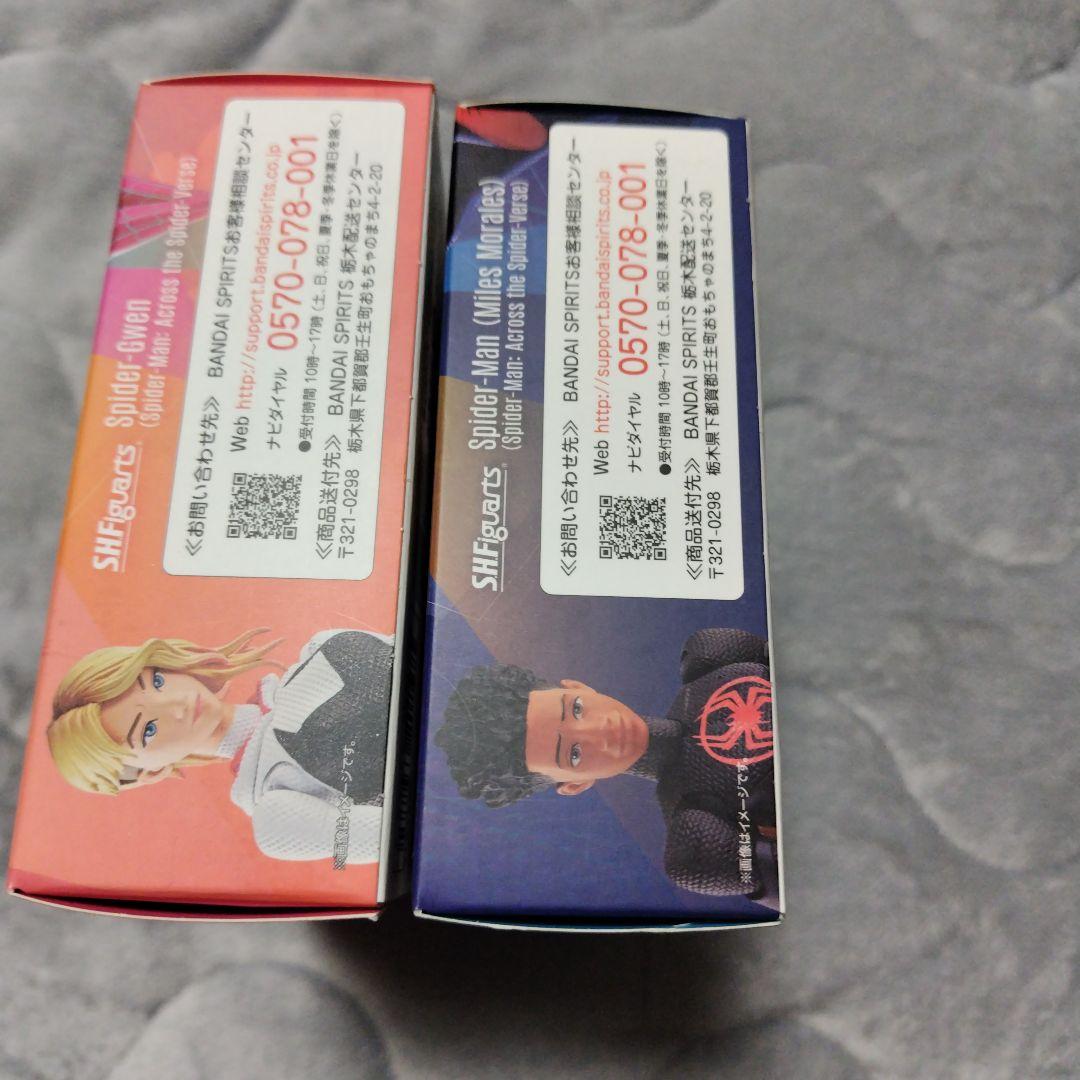 S.H.Figuarts
Spider-Gwen
(Spider-Man: Across the Spider-Verse)
≪お問い合わせ先≫ BANDAI SPIRITSお客様相談センター
Web http://support.bandaispirits.co.jp
ナビダイヤル 0570-078-001
●受付時間 10時～17時 (土、日、祝日、夏季・冬季休業日を除く)
≪商品送付先≫ BANDAI SPIRITS 栃木配送センター
〒321-0298 栃木県下都賀郡壬生町おもちゃのまち4-2-20
※画像はイメージです。
S.H.Figuarts
Spider-Man (Miles Morales)
(Spider-Man: Across the Spider-Verse)
≪お問い合わせ先≫ BANDAI SPIRITSお客様相談センター
Web http://support.bandaispirits.co.jp
ナビダイヤル 0570-078-001
●受付時間 10時～17時 (土、日、祝日、夏季・冬季休業日を除く)
≪商品送付先≫ BANDAI SPIRITS 栃木配送センター
〒321-0298 栃木県下都賀郡壬生町おもちゃのまち4-2-20
※画像はイメージです。